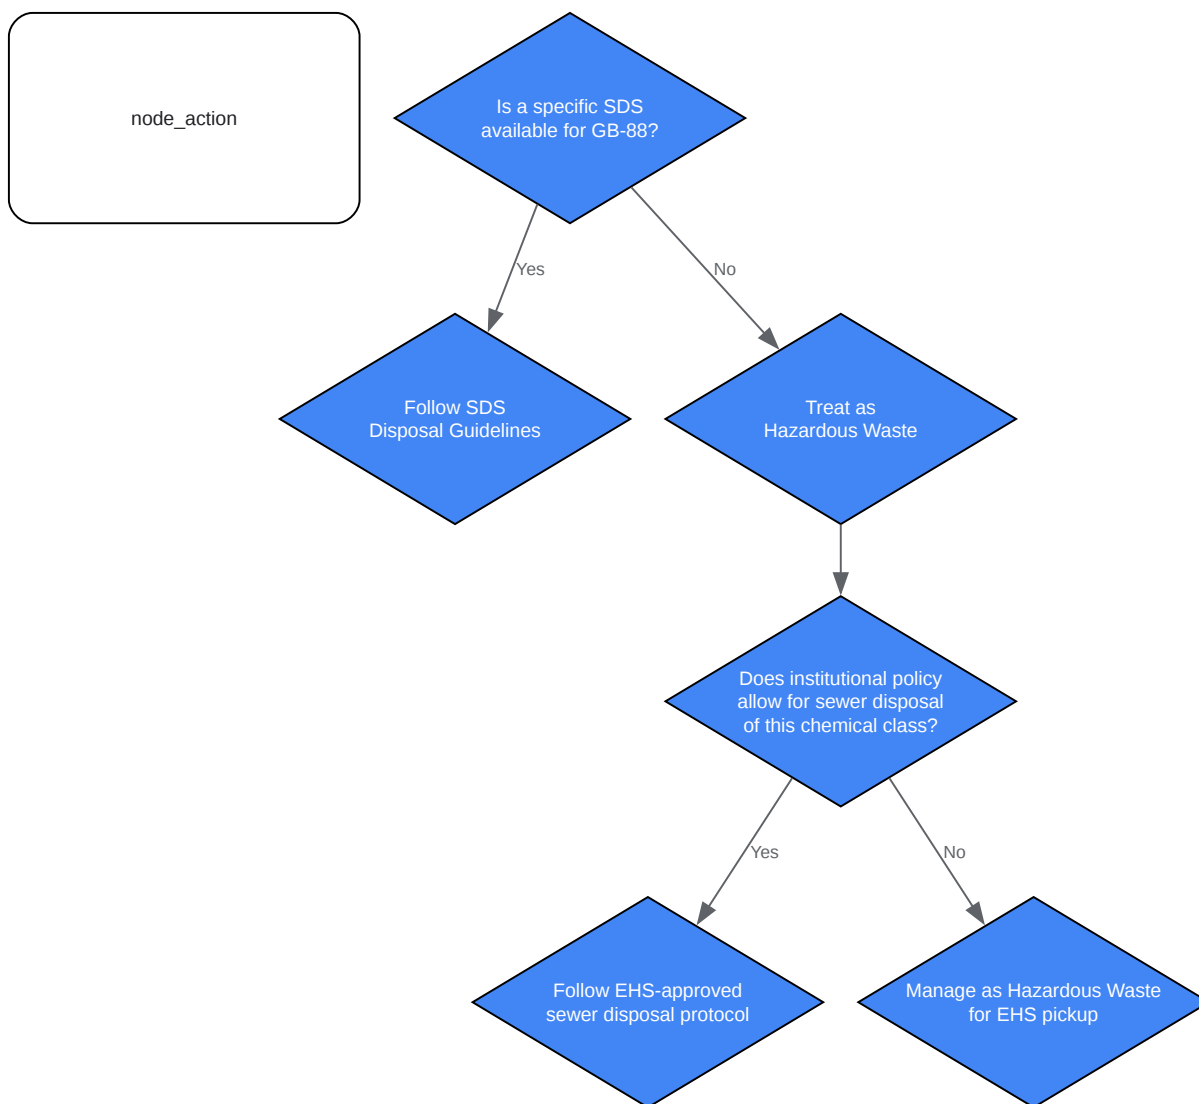 node_action
Is a specific SDS
available for GB-88?
Yes
No
Follow SDS
Disposal Guidelines
Treat as
Hazardous Waste
Does institutional policy
allow for sewer disposal
of this chemical class?
Yes
No
Follow EHS-approved
sewer disposal protocol
Manage as Hazardous Waste
for EHS pickup